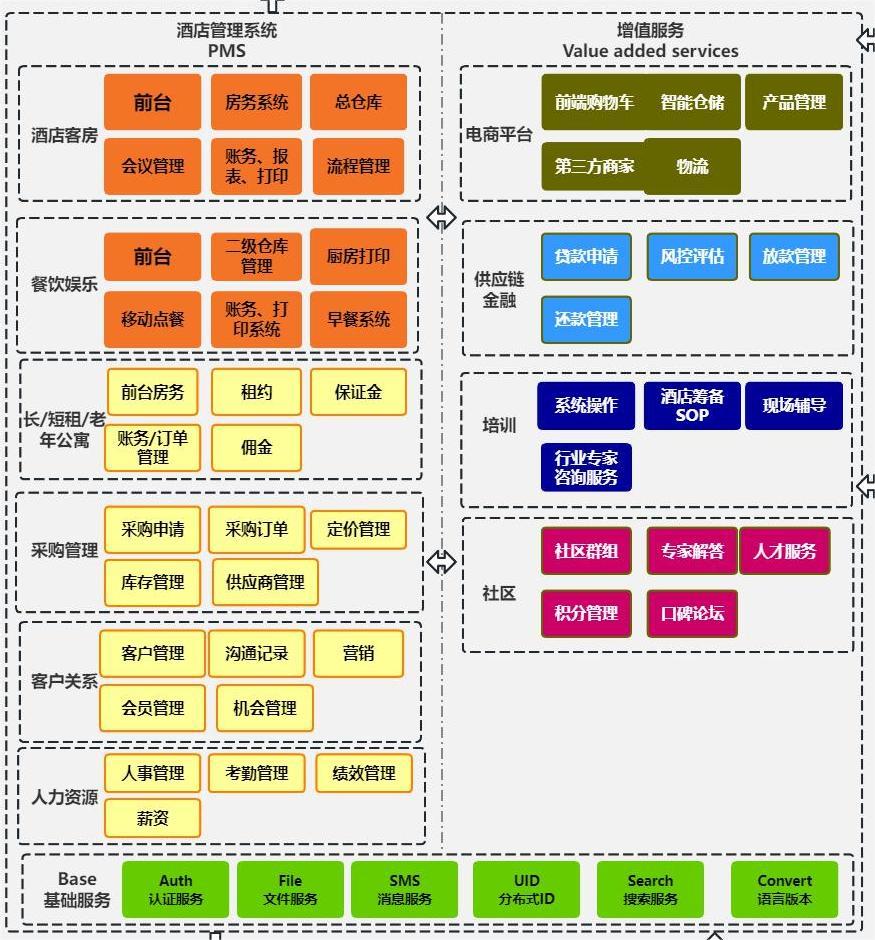 酒店管理系统
PMS
酒店客房
前台
房务系统
总仓库
会议管理
账务、报
表、打印
流程管理
餐饮娱乐
前台
二级仓库
管理
厨房打印
移动点餐
账务、打
印系统
早餐系统
长/短租/老
年公寓
前台房务
租约
保证金
账务/订单
管理
佣金
采购管理
采购申请
采购订单
定价管理
库存管理
供应商管理
客户关系
客户管理
沟通记录
营销
会员管理
机会管理
人力资源
人事管理
考勤管理
绩效管理
薪资
增值服务
Value added services
电商平台
前端购物车
智能仓储
产品管理
第三方商家
物流
供应链
金融
贷款申请
风控评估
放款管理
还款管理
培训
系统操作
酒店筹备
SOP
现场辅导
行业专家
咨询服务
社区
社区群组
专家解答
人才服务
积分管理
口碑论坛
Base
基础服务
Auth
认证服务
File
文件服务
SMS
消息服务
UID
分布式ID
Search
搜索服务
Convert
语言版本